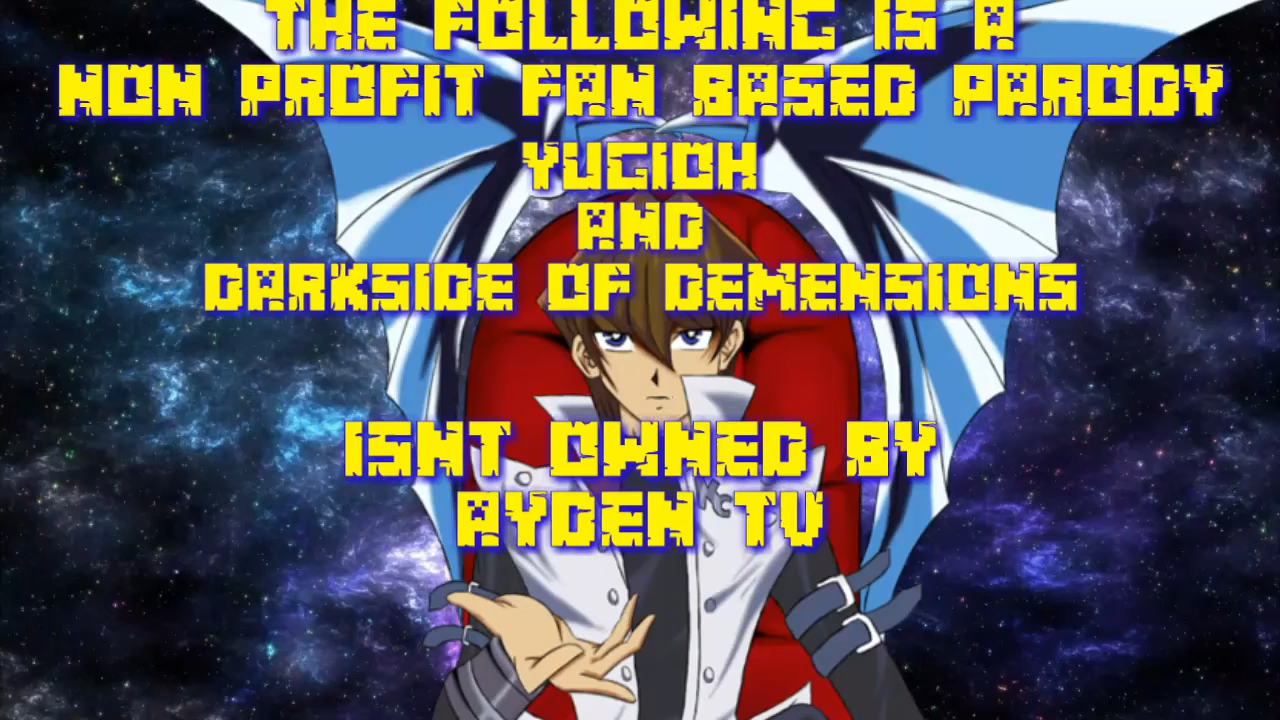 THE FOLLOWING IS A
NON PROFIT FAN BASED PARODY
YUGIOH
AND
DARKSIDE OF DEMENSIONS
ISNT OWNED BY
AYDEN TV